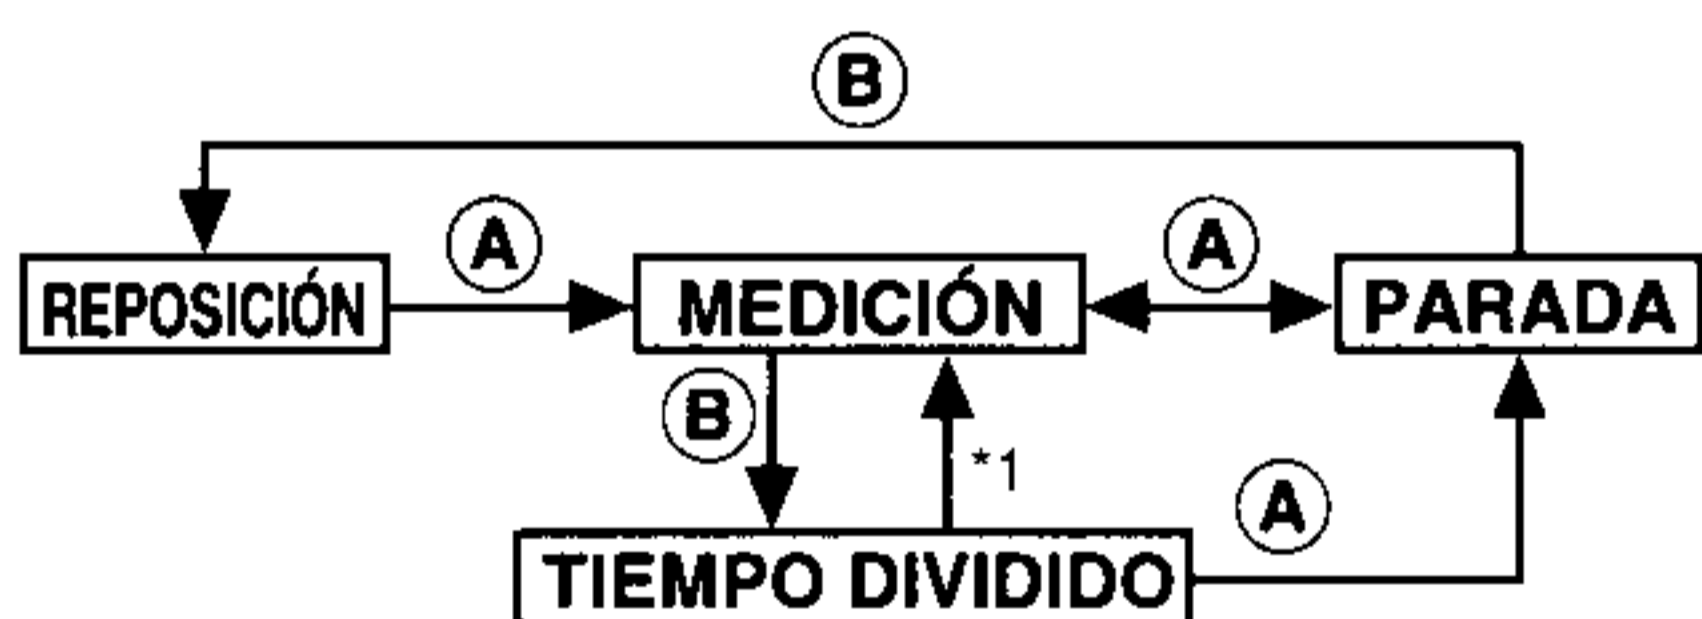 B
A
A
REPOSICIÓN
MEDICIÓN
PARADA
B
*1
A
TIEMPO DIVIDIDO